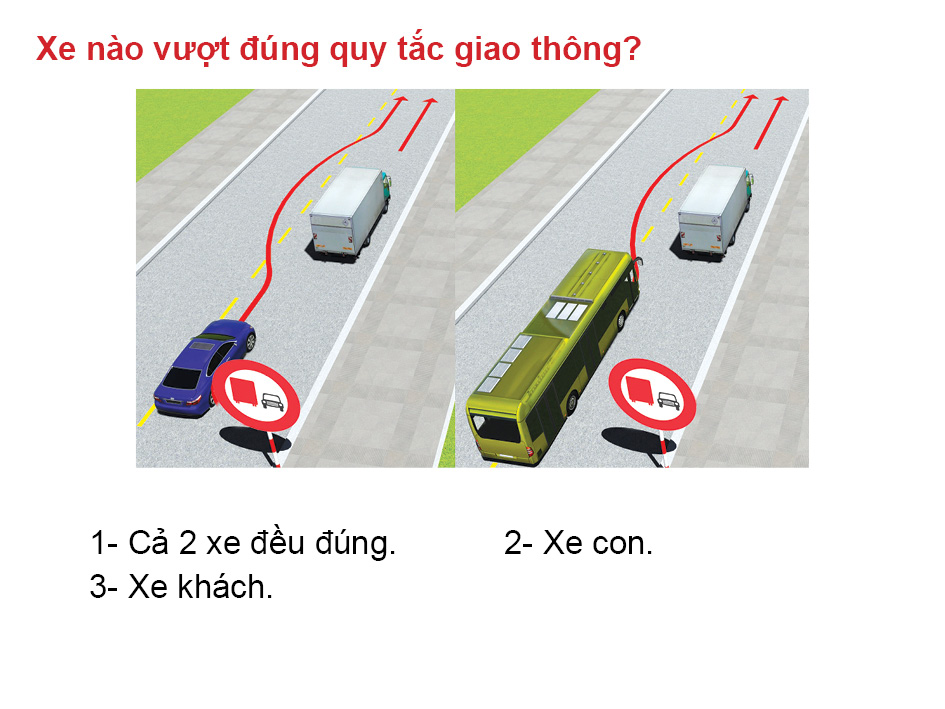 Xe nào vượt đúng quy tắc giao thông?
1- Cả 2 xe đều đúng. 2- Xe con.
3- Xe khách.